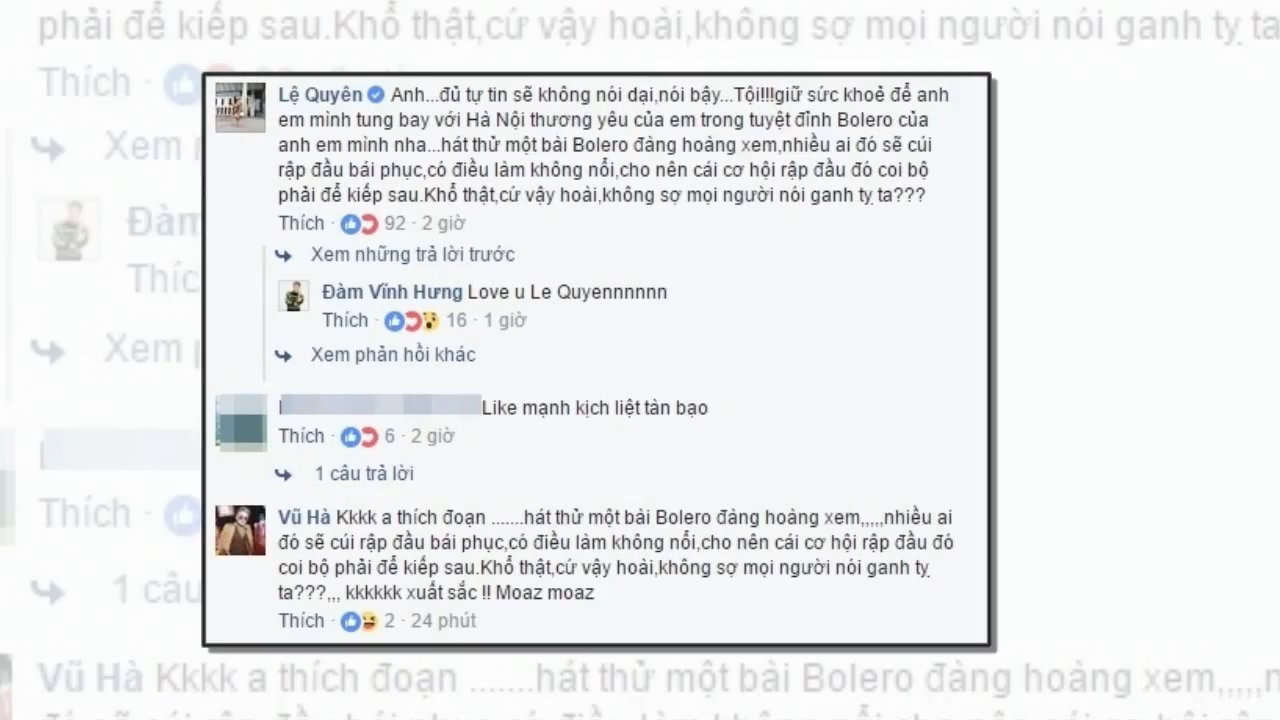 phải để kiếp sau.Khổ thật,cứ vậy hoài,không sợ mọi người nói ganh tỵ ta
Thích ·
Xem
Đàm
Thích
Xem
Thích ·
1 câu
Lệ Quyên Anh...đủ tự tin sẽ không nói dại,nói bậy...Tội!!!giữ sức khoẻ để anh
em mình tung bay với Hà Nội thương yêu của em trong tuyệt đỉnh Bolero của
anh em mình nha...hát thử một bài Bolero đàng hoàng xem,nhiều ai đó sẽ cúi
rập đầu bái phục,có điều làm không nổi,cho nên cái cơ hội rập đầu đó coi bộ
phải để kiếp sau.Khổ thật,cứ vậy hoài,không sợ mọi người nói ganh tỵ ta???
Thích · 92 · 2 giờ
Xem những trả lời trước
Đàm Vĩnh Hưng Love u Le Quyennnnnn
Thích · 16 · 1 giờ
Xem phản hồi khác
Like mạnh kịch liệt tàn bạo
Thích · 6 · 2 giờ
1 câu trả lời
Vũ Hà Kkkk a thích đoạn .......hát thử một bài Bolero đàng hoàng xem,,,,,nhiều ai
đó sẽ cúi rập đầu bái phục,có điều làm không nổi,cho nên cái cơ hội rập đầu đó
coi bộ phải để kiếp sau.Khổ thật,cứ vậy hoài,không sợ mọi người nói ganh tỵ
ta???,,, kkkkkk xuất sắc !! Moaz moaz
Thích · 2 · 24 phút
Vũ Hà Kkkk a thích đoạn .......hát thử một bài Bolero đàng hoàng xem,,,,,n